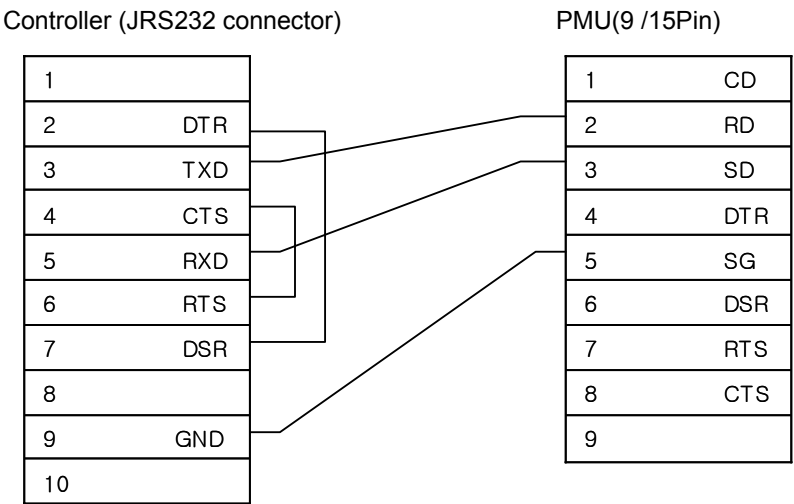 Controller (JRS232 connector)
PMU(9 /15Pin)
1
2 DTR
3 TXD
4 CTS
5 RXD
6 RTS
7 DSR
8
9 GND
10
1 CD
2 RD
3 SD
4 DTR
5 SG
6 DSR
7 RTS
8 CTS
9